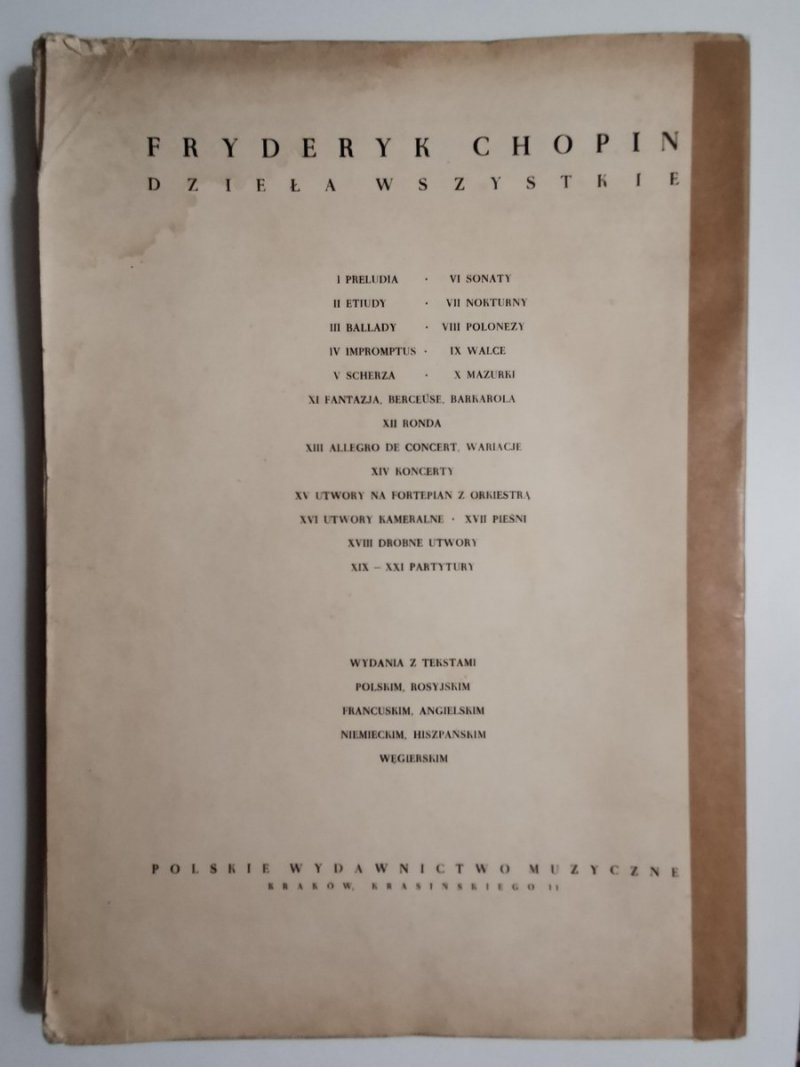 FRYDERYK CHOPIN
DZIEŁA WSZYSTKIE
I PRELUDIA · VI SONATY
II ETIUDY · VII NOKTURNY
III BALLADY · VIII POLONEZY
IV IMPROMPTUS · IX WALCE
V SCHERZA · X MAZURKI
XI FANTAZJA, BERCEUSE, BARKAROLA
XII RONDA
XIII ALLEGRO DE CONCERT, WARIACJE
XIV KONCERTY
XV UTWORY NA FORTEPIAN Z ORKIESTRĄ
XVI UTWORY KAMERALNE · XVII PIEŚNI
XVIII DROBNE UTWORY
XIX – XXI PARTYTURY
WYDANIA Z TEKSTAMI
POLSKIM, ROSYJSKIM
FRANCUSKIM, ANGIELSKIM
NIEMIECKIM, HISZPAŃSKIM
WĘGIERSKIM
POLSKIE WYDAWNICTWO MUZYCZNE
KRAKÓW, KRASIŃSKIEGO 11